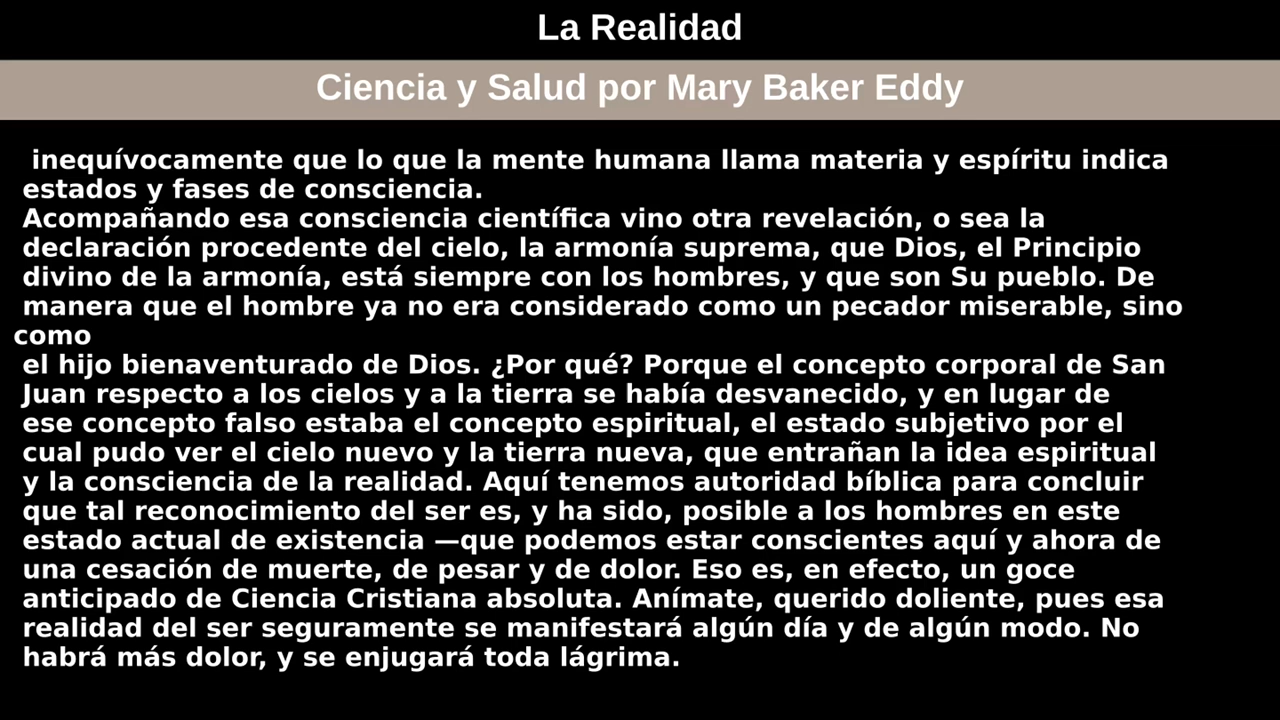 La Realidad
Ciencia y Salud por Mary Baker Eddy
inequívocamente que lo que la mente humana llama materia y espíritu indica
estados y fases de consciencia.
Acompañando esa consciencia científica vino otra revelación, o sea la
declaración procedente del cielo, la armonía suprema, que Dios, el Principio
divino de la armonía, está siempre con los hombres, y que son Su pueblo. De
manera que el hombre ya no era considerado como un pecador miserable, sino
como
el hijo bienaventurado de Dios. ¿Por qué? Porque el concepto corporal de San
Juan respecto a los cielos y a la tierra se había desvanecido, y en lugar de
ese concepto falso estaba el concepto espiritual, el estado subjetivo por el
cual pudo ver el cielo nuevo y la tierra nueva, que entrañan la idea espiritual
y la consciencia de la realidad. Aquí tenemos autoridad bíblica para concluir
que tal reconocimiento del ser es, y ha sido, posible a los hombres en este
estado actual de existencia —que podemos estar conscientes aquí y ahora de
una cesación de muerte, de pesar y de dolor. Eso es, en efecto, un goce
anticipado de Ciencia Cristiana absoluta. Anímate, querido doliente, pues esa
realidad del ser seguramente se manifestará algún día y de algún modo. No
habrá más dolor, y se enjugará toda lágrima.